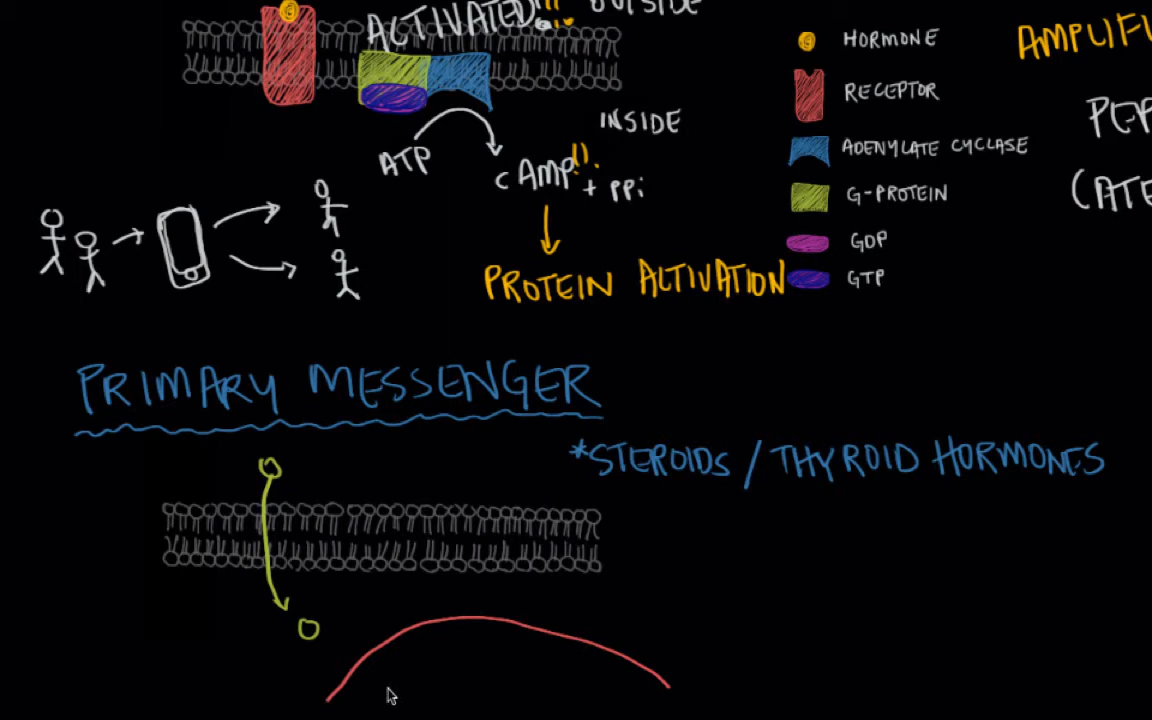 ACTIVATED!!!
OUTSIDE
HORMONE
RECEPTOR
INSIDE
ATP
cAMP!!
+ PPi
ADENYLATE CYCLASE
G-PROTEIN
GDP
GTP
PROTEIN ACTIVATION
PRIMARY MESSENGER
*STEROIDS / THYROID HORMONES